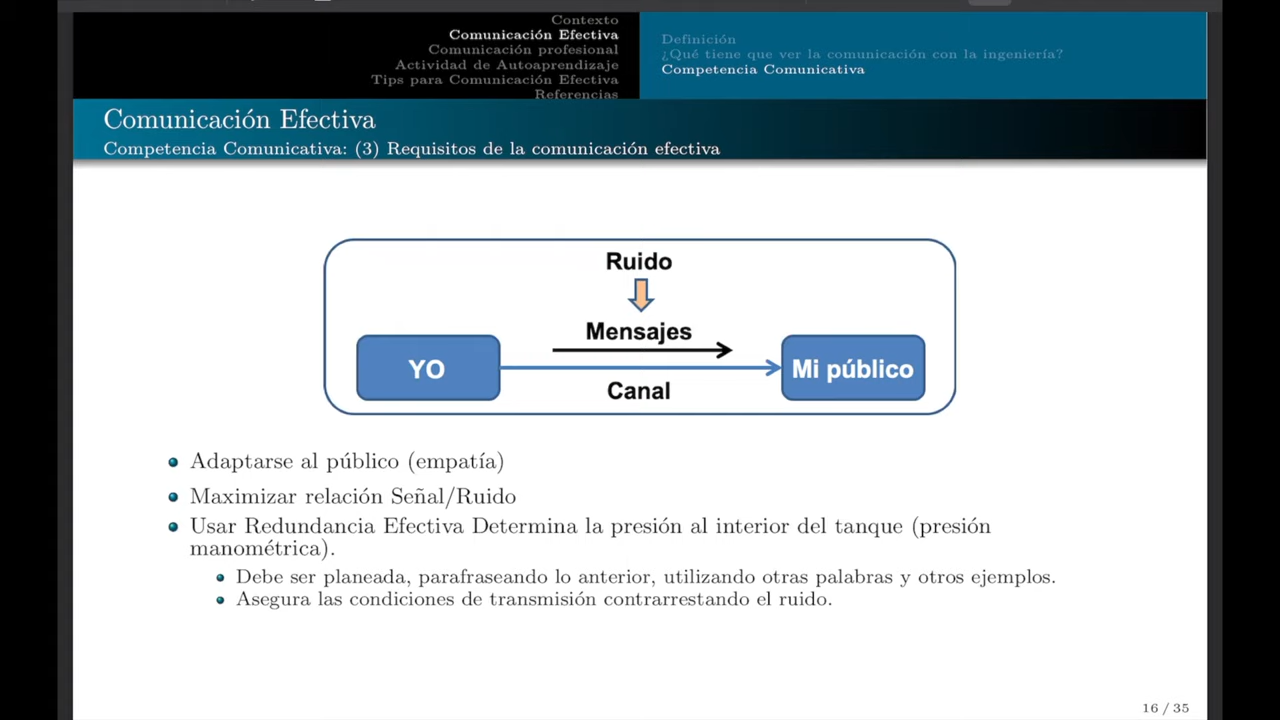 Contexto
Comunicación Efectiva
Comunicación profesional
Actividad de Autoaprendizaje
Tips para Comunicación Efectiva
Referencias
Definición
¿Qué tiene que ver la comunicación con la ingeniería?
Competencia Comunicativa
Comunicación Efectiva
Competencia Comunicativa: (3) Requisitos de la comunicación efectiva
Ruido
Mensajes
YO
Mi público
Canal
Adaptarse al público (empatía)
Maximizar relación Señal/Ruido
Usar Redundancia Efectiva Determina la presión al interior del tanque (presión
manométrica).
Debe ser planeada, parafraseando lo anterior, utilizando otras palabras y otros ejemplos.
Asegura las condiciones de transmisión contrarrestando el ruido.
16 / 35